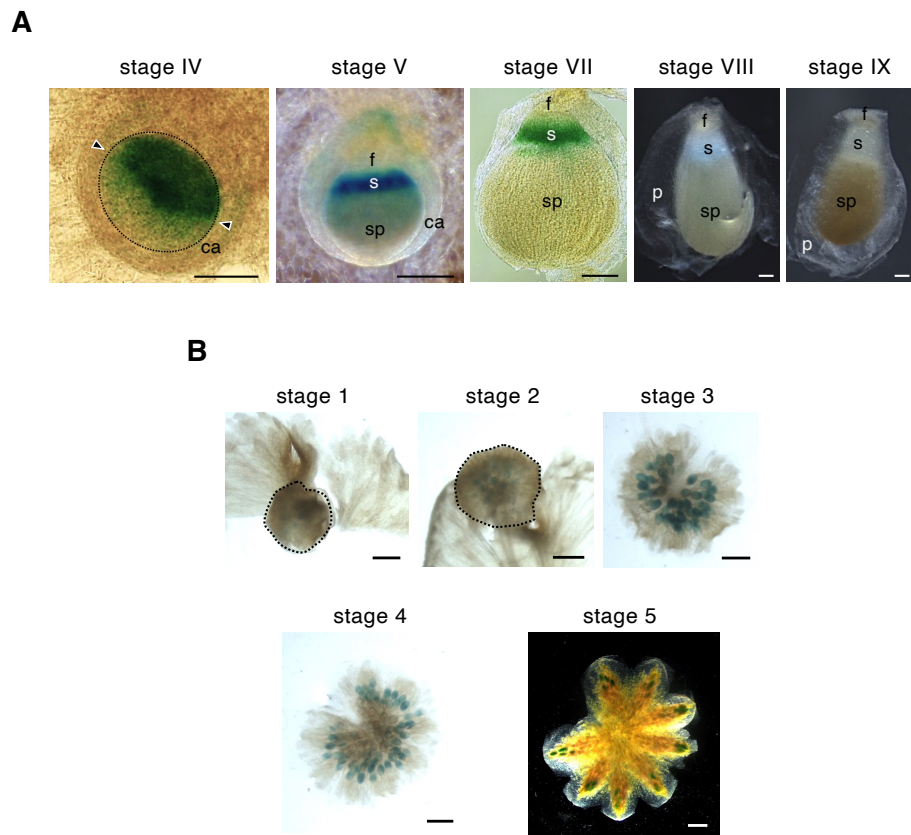 A
stage IV stage V stage VII stage VIII stage IX
f f f
s s s
f
s
sp sp sp sp
p
ca ca p
B
stage 1 stage 2 stage 3
stage 4 stage 5